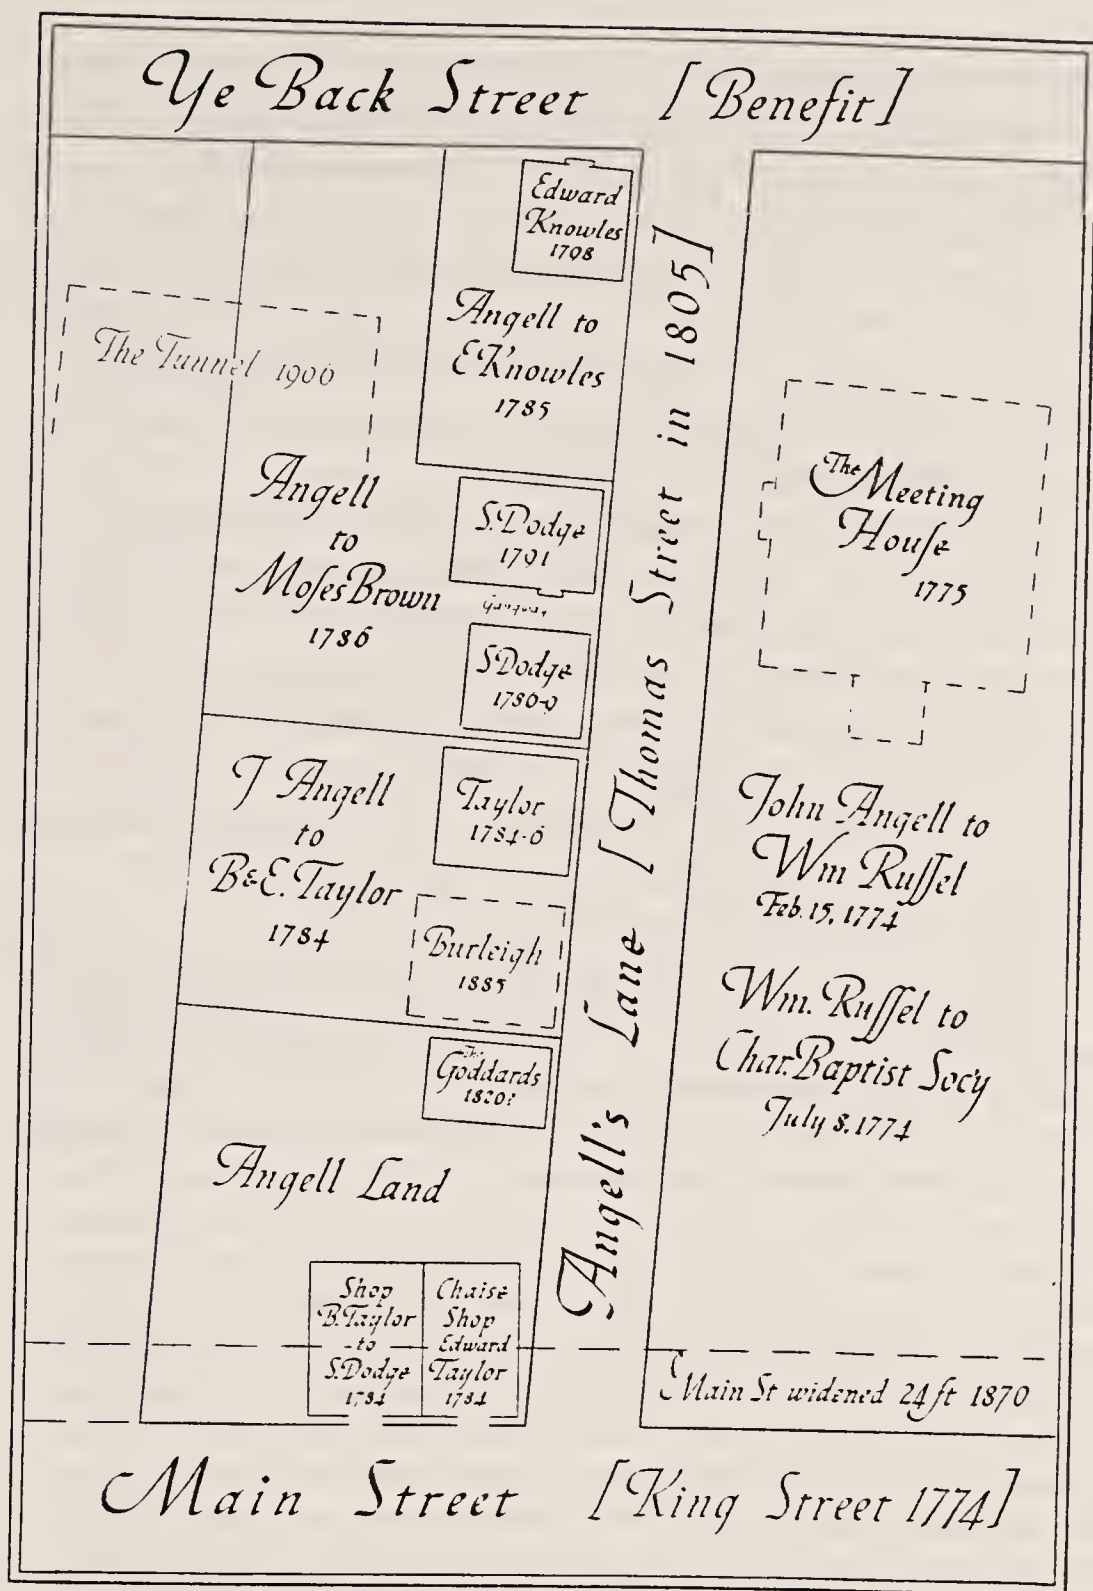 Ye Back Street [Benefit]
Edward
Knowles
1798
Angell to
E Knowles
1785
The Tunnel 1906
Angell
to
Moſes Brown
1786
S. Dodge
1791
Gangway
S Dodge
1786-9
J Angell
to
B & E. Taylor
1784
Taylor
1784-6
Burleigh
1885
The
Goddards
1820?
Angell Land
Shop
B. Taylor
to
S. Dodge
1784
Chaise
Shop
Edward
Taylor
1784
Angell's Lane [Thomas Street in 1805]
The Meeting
Houſe
1775
John Angell to
Wm Ruſſel
Feb. 15, 1774
Wm. Ruſſel to
Char. Baptist Soc'y
July 8, 1774
Main St widened 24 ft 1870
Main Street [King Street 1774]